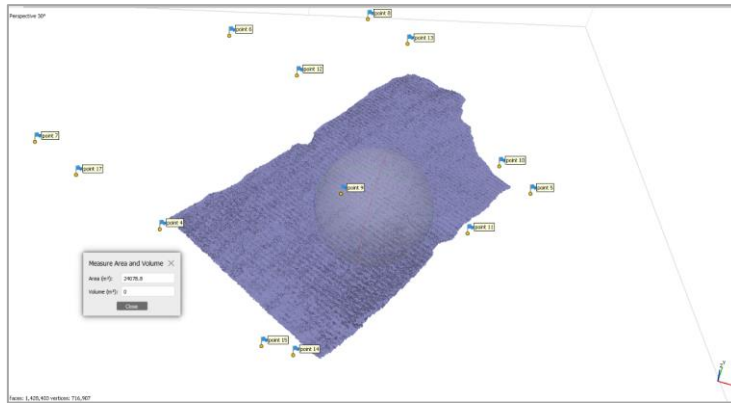 Perspective 30°
point 8
point 6
point 13
point 12
point 7
point 10
point 17
point 5
point 9
point 4
point 11
Measure Area and Volume
Area (m²): 24078.8
Volume (m³): 0
Close
point 15
point 14
faces: 1,428,403 vertices: 716,907